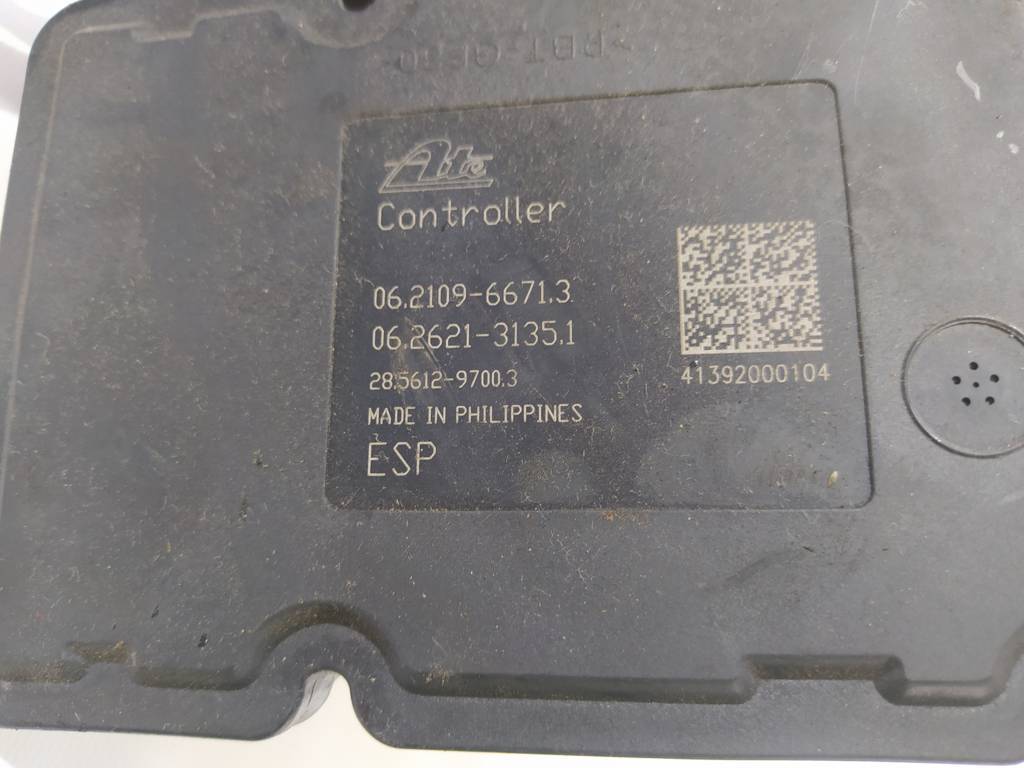 Ate
Controller
06.2109-6671.3
06.2621-3135.1
28.5612-9700.3
41392000104
MADE IN PHILIPPINES
ESP